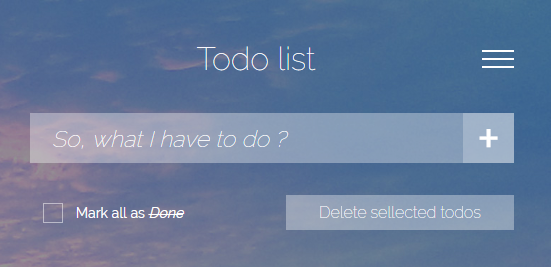 Todo list
So, what I have to do ?
+
Mark all as Done
Delete sellected todos